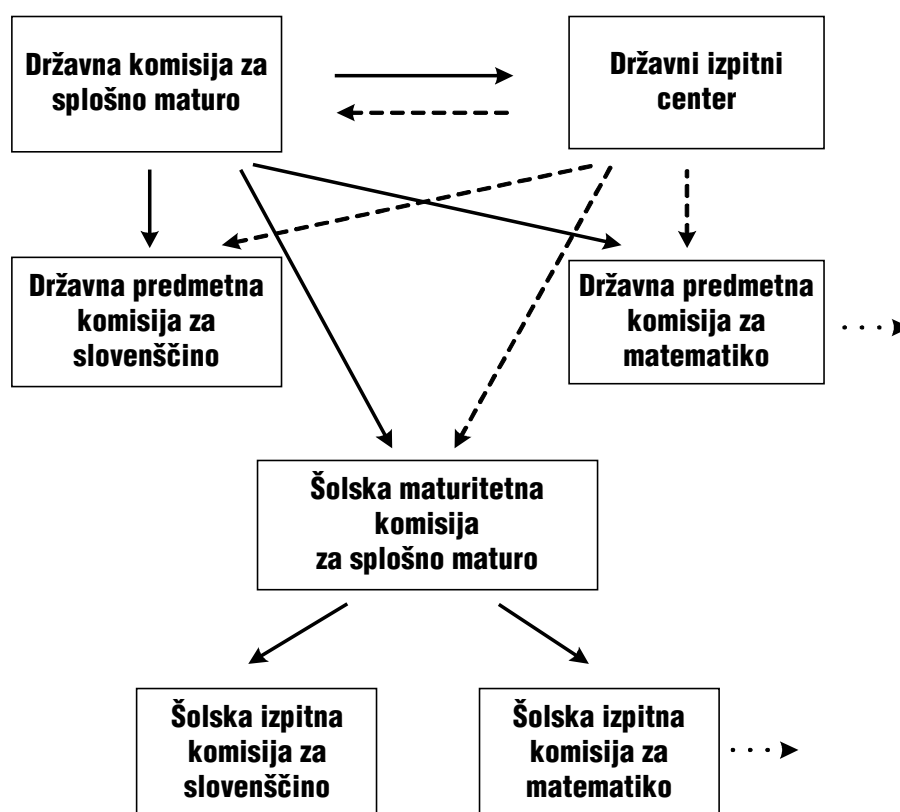 Državna komisija za
splošno maturo
Državni izpitni
center
Državna predmetna
komisija za
slovenščino
Državna predmetna
komisija za
matematiko
Šolska maturitetna
komisija
za splošno maturo
Šolska izpitna
komisija za
slovenščino
Šolska izpitna
komisija za
matematiko